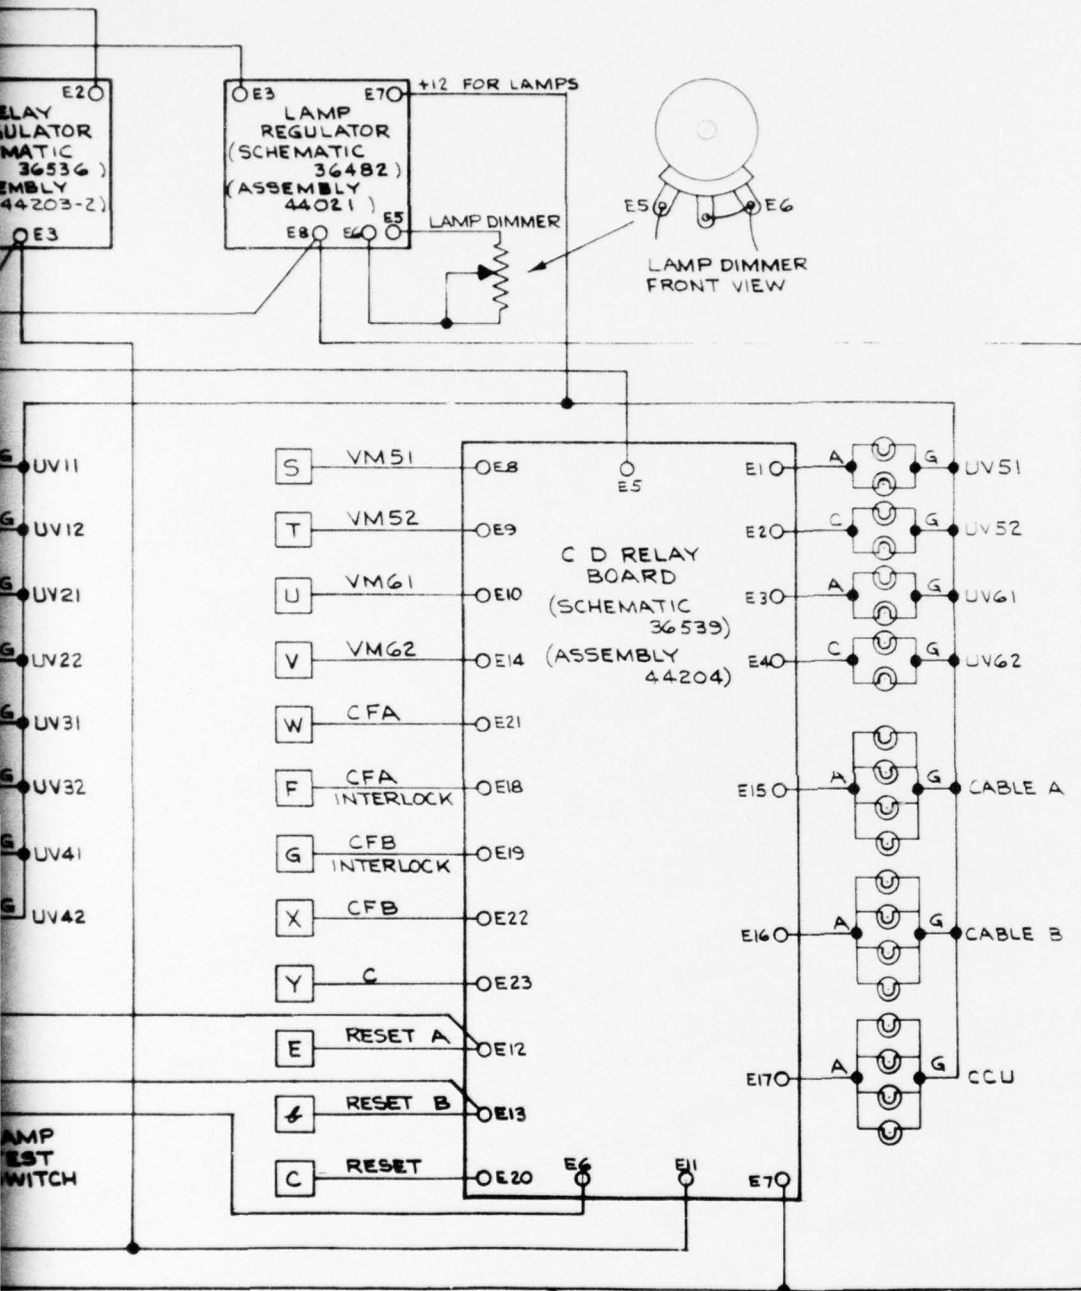 E2
ELAY
ULATOR
MATIC
36536 )
EMBLY
44203-2)
E3
E3
E7
+12 FOR LAMPS
LAMP
REGULATOR
(SCHEMATIC
36482)
(ASSEMBLY
44021 )
E8
E6
E5
LAMP DIMMER
E5
E6
LAMP DIMMER
FRONT VIEW
G UV11
G UV12
G UV21
G UV22
G UV31
G UV32
G UV41
G UV42
S VM51 E8
T VM52 E9
U VM61 E10
V VM62 E14
W CFA E21
F CFA INTERLOCK E18
G CFB INTERLOCK E19
X CFB E22
Y C E23
E RESET A E12
b RESET B E13
C RESET E20
E5
C D RELAY
BOARD
(SCHEMATIC
36539)
(ASSEMBLY
44204)
E1 A G UV51
E2 C G UV52
E3 A G UV61
E4 C G UV62
E15 A G CABLE A
E16 A G CABLE B
E17 A G CCU
E6
E11
E7
AMP
EST
WITCH